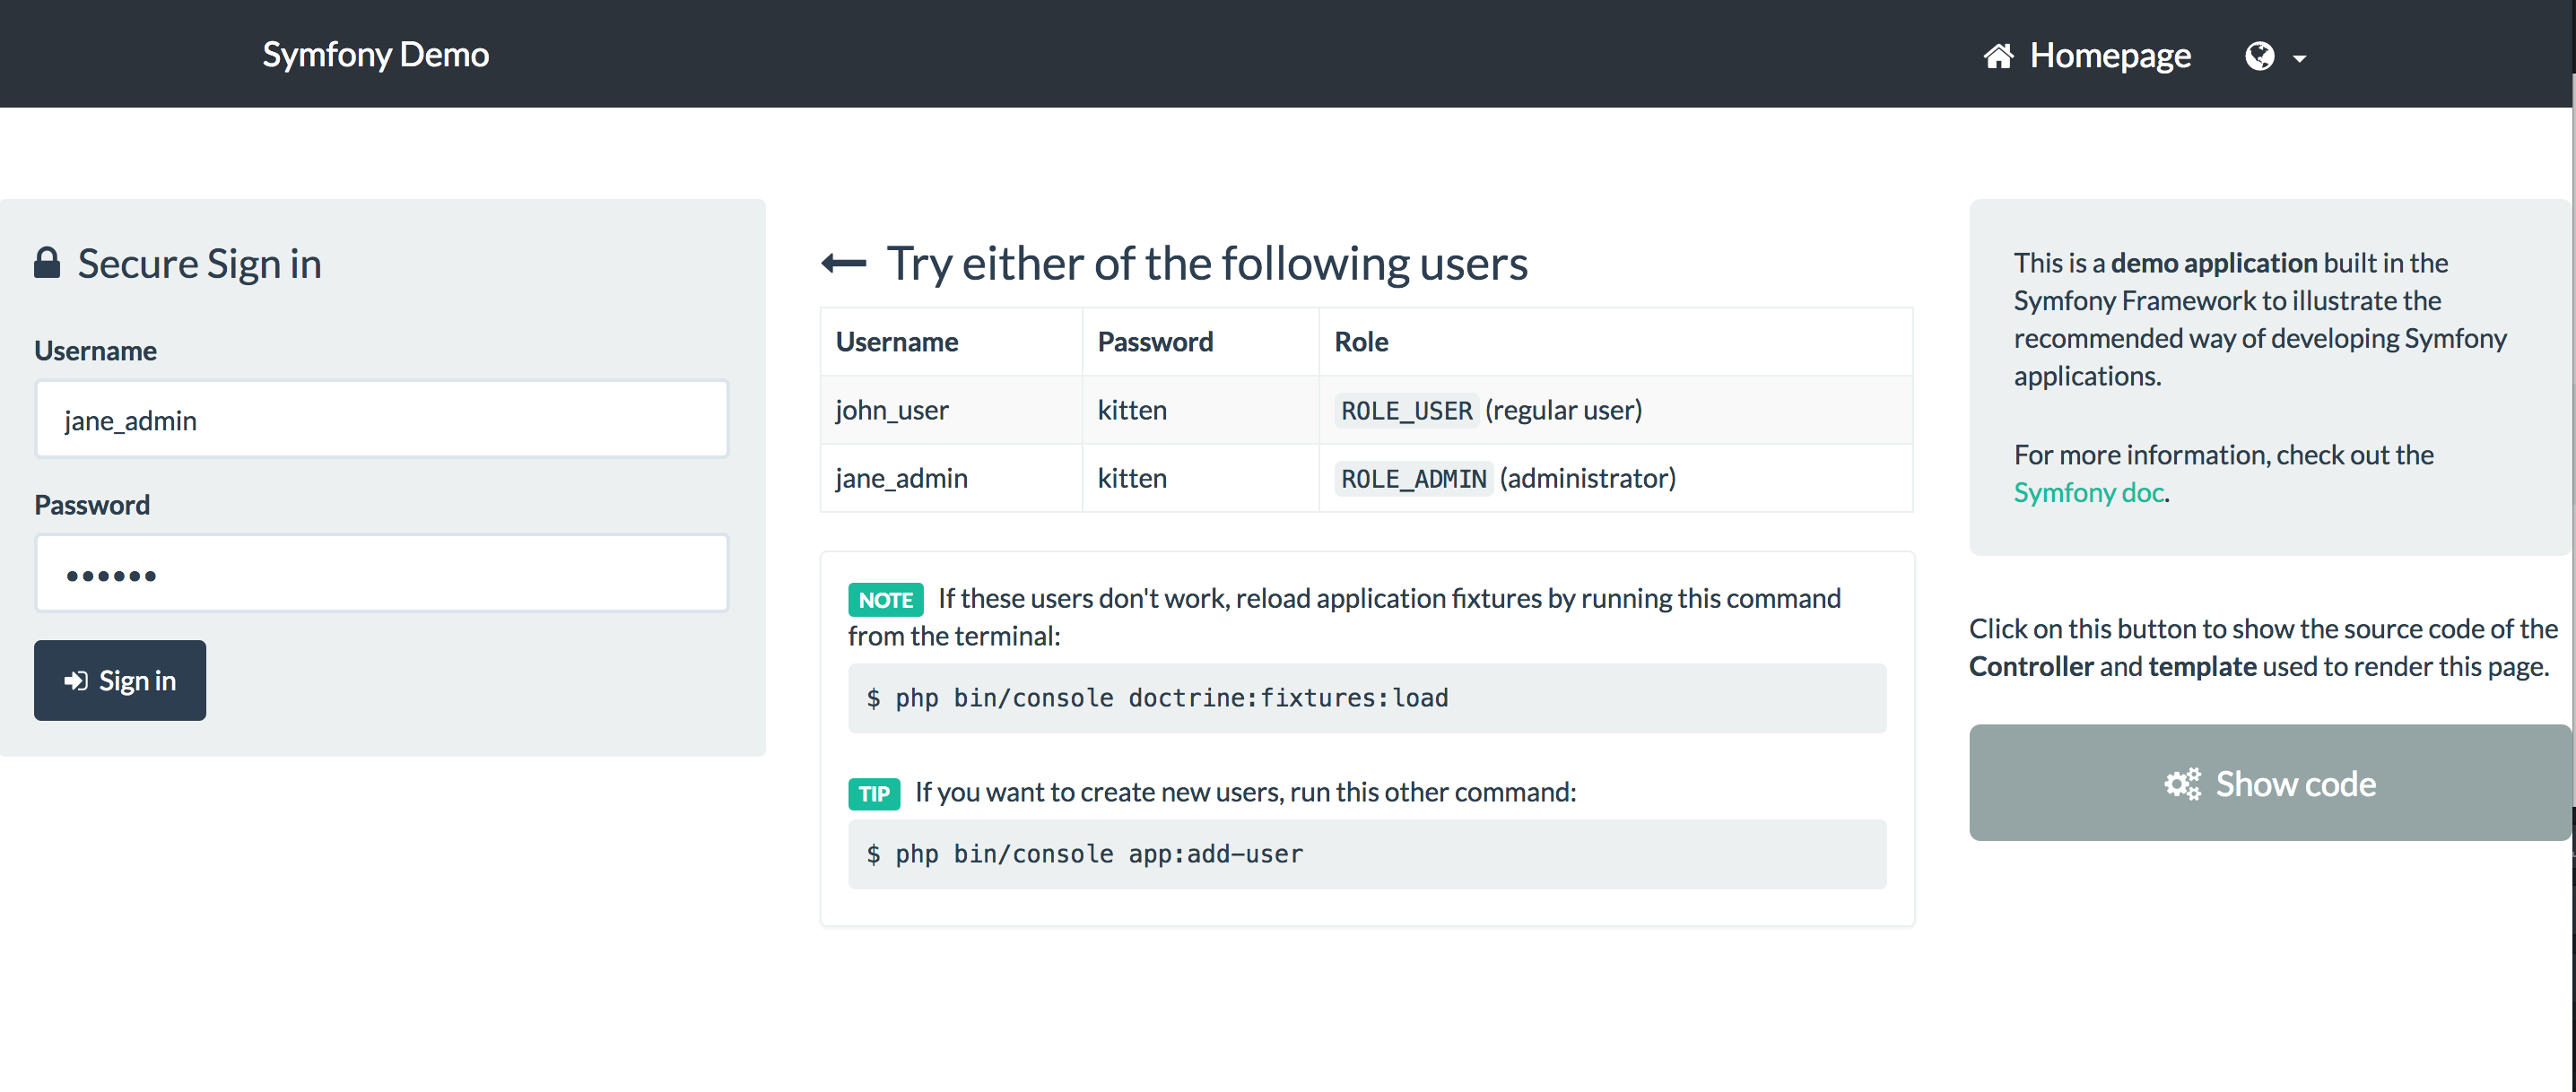 Symfony Demo
Homepage
Secure Sign in
Username
jane_admin
Password
••••••
Sign in
Try either of the following users
Username Password Role
john_user kitten ROLE_USER (regular user)
jane_admin kitten ROLE_ADMIN (administrator)
NOTE If these users don't work, reload application fixtures by running this command
from the terminal:
$ php bin/console doctrine:fixtures:load
TIP If you want to create new users, run this other command:
$ php bin/console app:add-user
This is a demo application built in the
Symfony Framework to illustrate the
recommended way of developing Symfony
applications.
For more information, check out the
Symfony doc.
Click on this button to show the source code of the
Controller and template used to render this page.
Show code